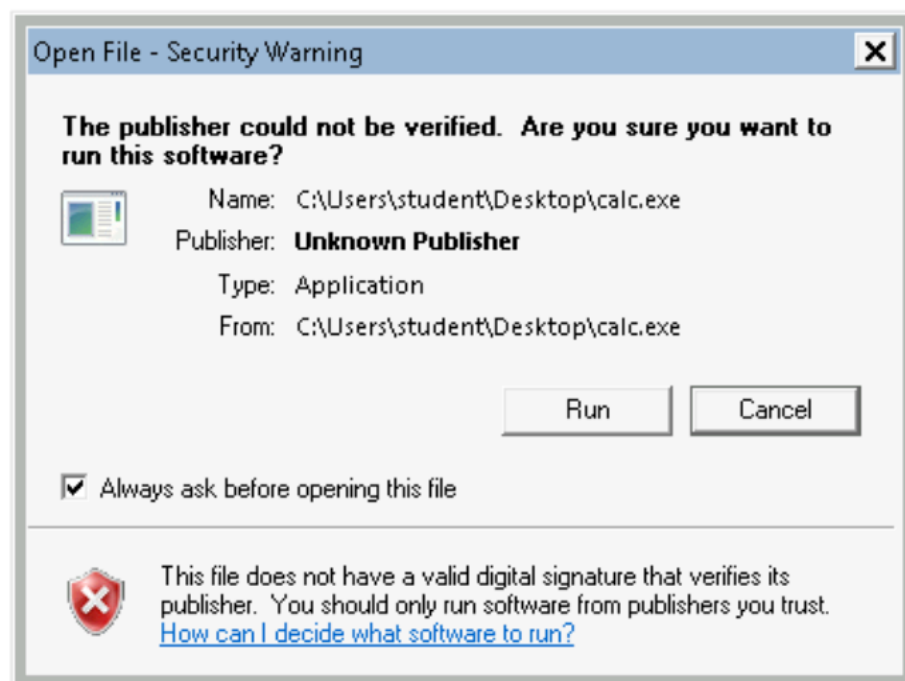 Open File - Security Warning
The publisher could not be verified.  Are you sure you want to
run this software?
Name: C:\Users\student\Desktop\calc.exe
Publisher: Unknown Publisher
Type: Application
From: C:\Users\student\Desktop\calc.exe
Run Cancel
Always ask before opening this file
This file does not have a valid digital signature that verifies its
publisher.  You should only run software from publishers you trust.
How can I decide what software to run?